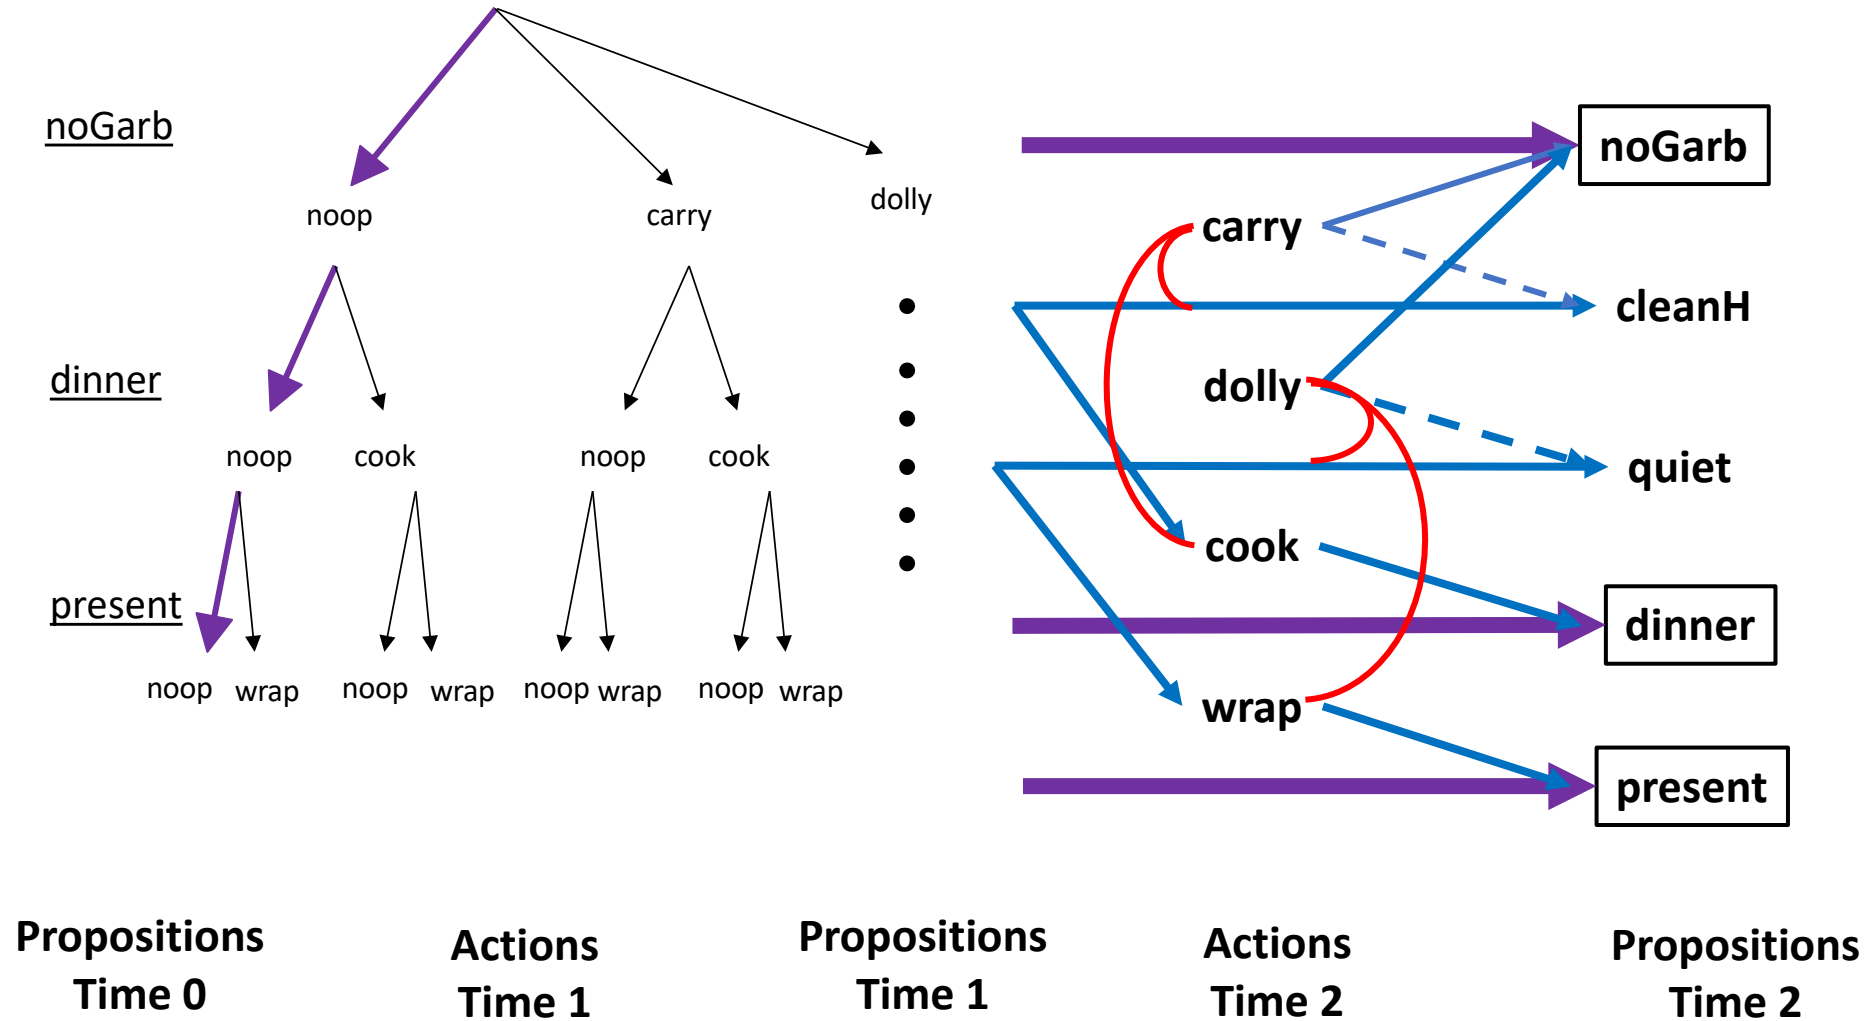 noGarb
noop
carry
dolly
dinner
noop
cook
noop
cook
present
noop
wrap
noop
wrap
noop
wrap
noop
wrap
noGarb
carry
cleanH
dolly
quiet
cook
dinner
wrap
present
Propositions
Time 0
Actions
Time 1
Propositions
Time 1
Actions
Time 2
Propositions
Time 2